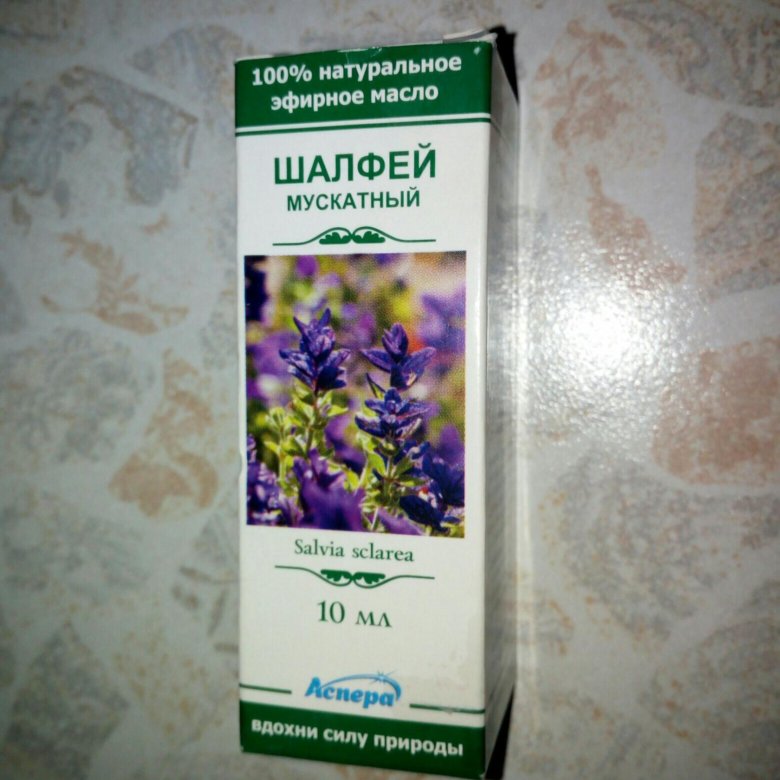 100% натуральное
эфирное масло
ШАЛФЕЙ
МУСКАТНЫЙ
Salvia sclarea
10 мл
Аспера
вдохни силу природы